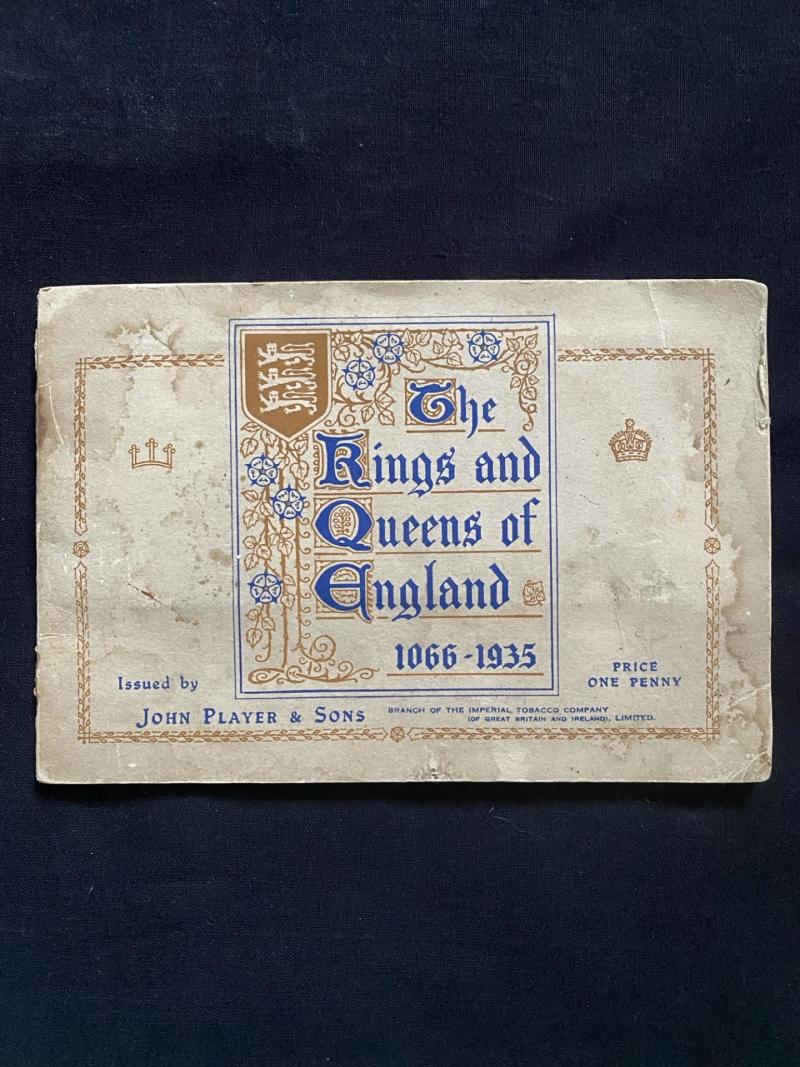 The
Kings and
Queens of
England
1066-1935
Issued by
JOHN PLAYER & SONS
BRANCH OF THE IMPERIAL TOBACCO COMPANY
(OF GREAT BRITAIN AND IRELAND), LIMITED.
PRICE
ONE PENNY